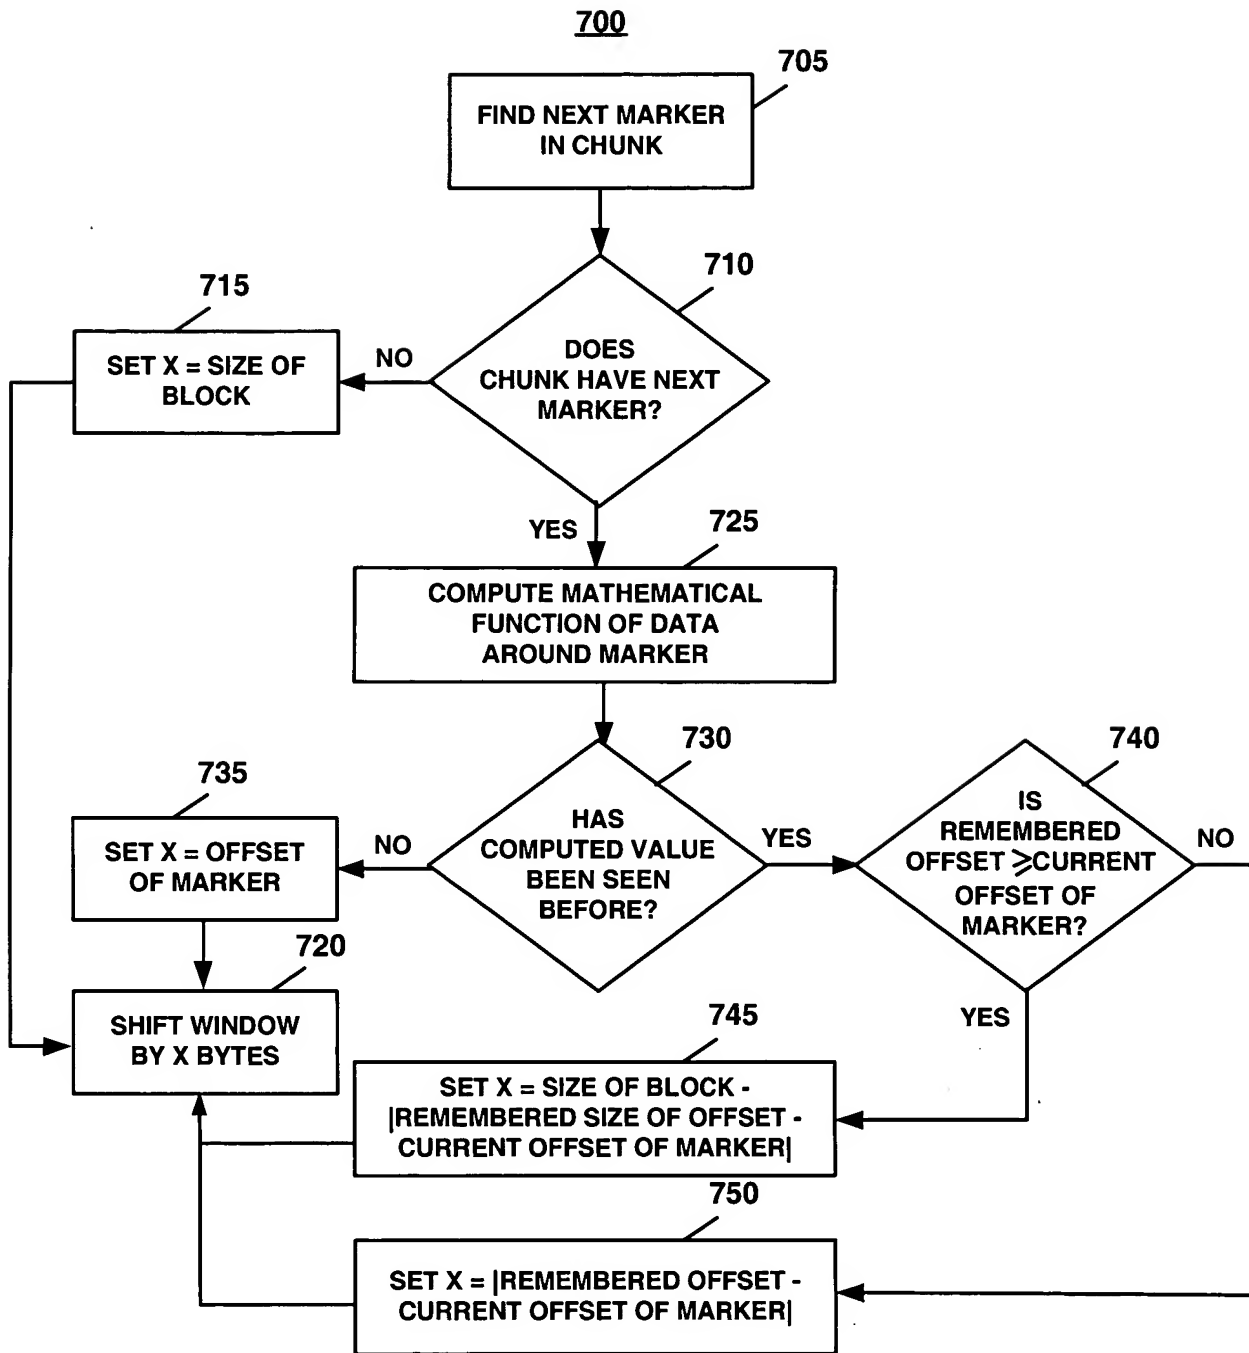 700
705
FIND NEXT MARKER
IN CHUNK
710
DOES
CHUNK HAVE NEXT
MARKER?
NO
715
SET X = SIZE OF
BLOCK
YES
725
COMPUTE MATHEMATICAL
FUNCTION OF DATA
AROUND MARKER
730
HAS
COMPUTED VALUE
BEEN SEEN
BEFORE?
NO
YES
735
SET X = OFFSET
OF MARKER
740
IS
REMEMBERED
OFFSET ⩾CURRENT
OFFSET OF
MARKER?
NO
YES
720
SHIFT WINDOW
BY X BYTES
745
SET X = SIZE OF BLOCK -
|REMEMBERED SIZE OF OFFSET -
CURRENT OFFSET OF MARKER|
750
SET X = |REMEMBERED OFFSET -
CURRENT OFFSET OF MARKER|